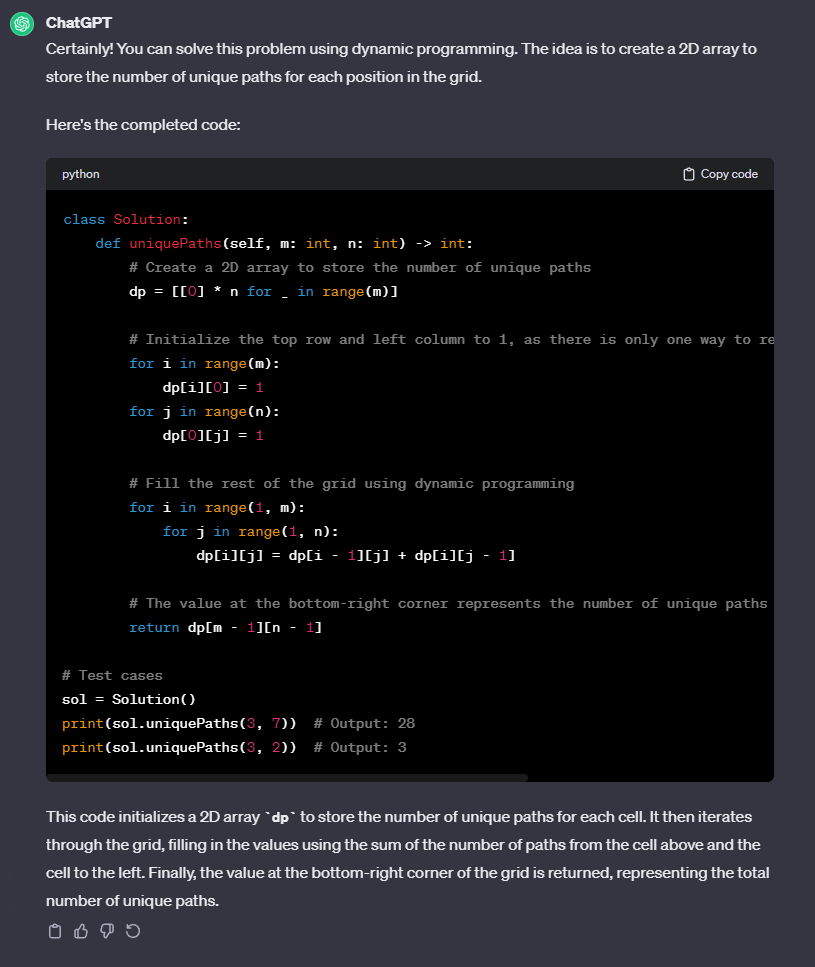 ChatGPT
Certainly! You can solve this problem using dynamic programming. The idea is to create a 2D array to
store the number of unique paths for each position in the grid.
Here's the completed code:
python
Copy code
class Solution:
    def uniquePaths(self, m: int, n: int) -> int:
        # Create a 2D array to store the number of unique paths
        dp = [[0] * n for _ in range(m)]
        # Initialize the top row and left column to 1, as there is only one way to re
        for i in range(m):
            dp[i][0] = 1
        for j in range(n):
            dp[0][j] = 1
        # Fill the rest of the grid using dynamic programming
        for i in range(1, m):
            for j in range(1, n):
                dp[i][j] = dp[i - 1][j] + dp[i][j - 1]
        # The value at the bottom-right corner represents the number of unique paths
        return dp[m - 1][n - 1]
# Test cases
sol = Solution()
print(sol.uniquePaths(3, 7))  # Output: 28
print(sol.uniquePaths(3, 2))  # Output: 3
This code initializes a 2D array `dp` to store the number of unique paths for each cell. It then iterates
through the grid, filling in the values using the sum of the number of paths from the cell above and the
cell to the left. Finally, the value at the bottom-right corner of the grid is returned, representing the total
number of unique paths.